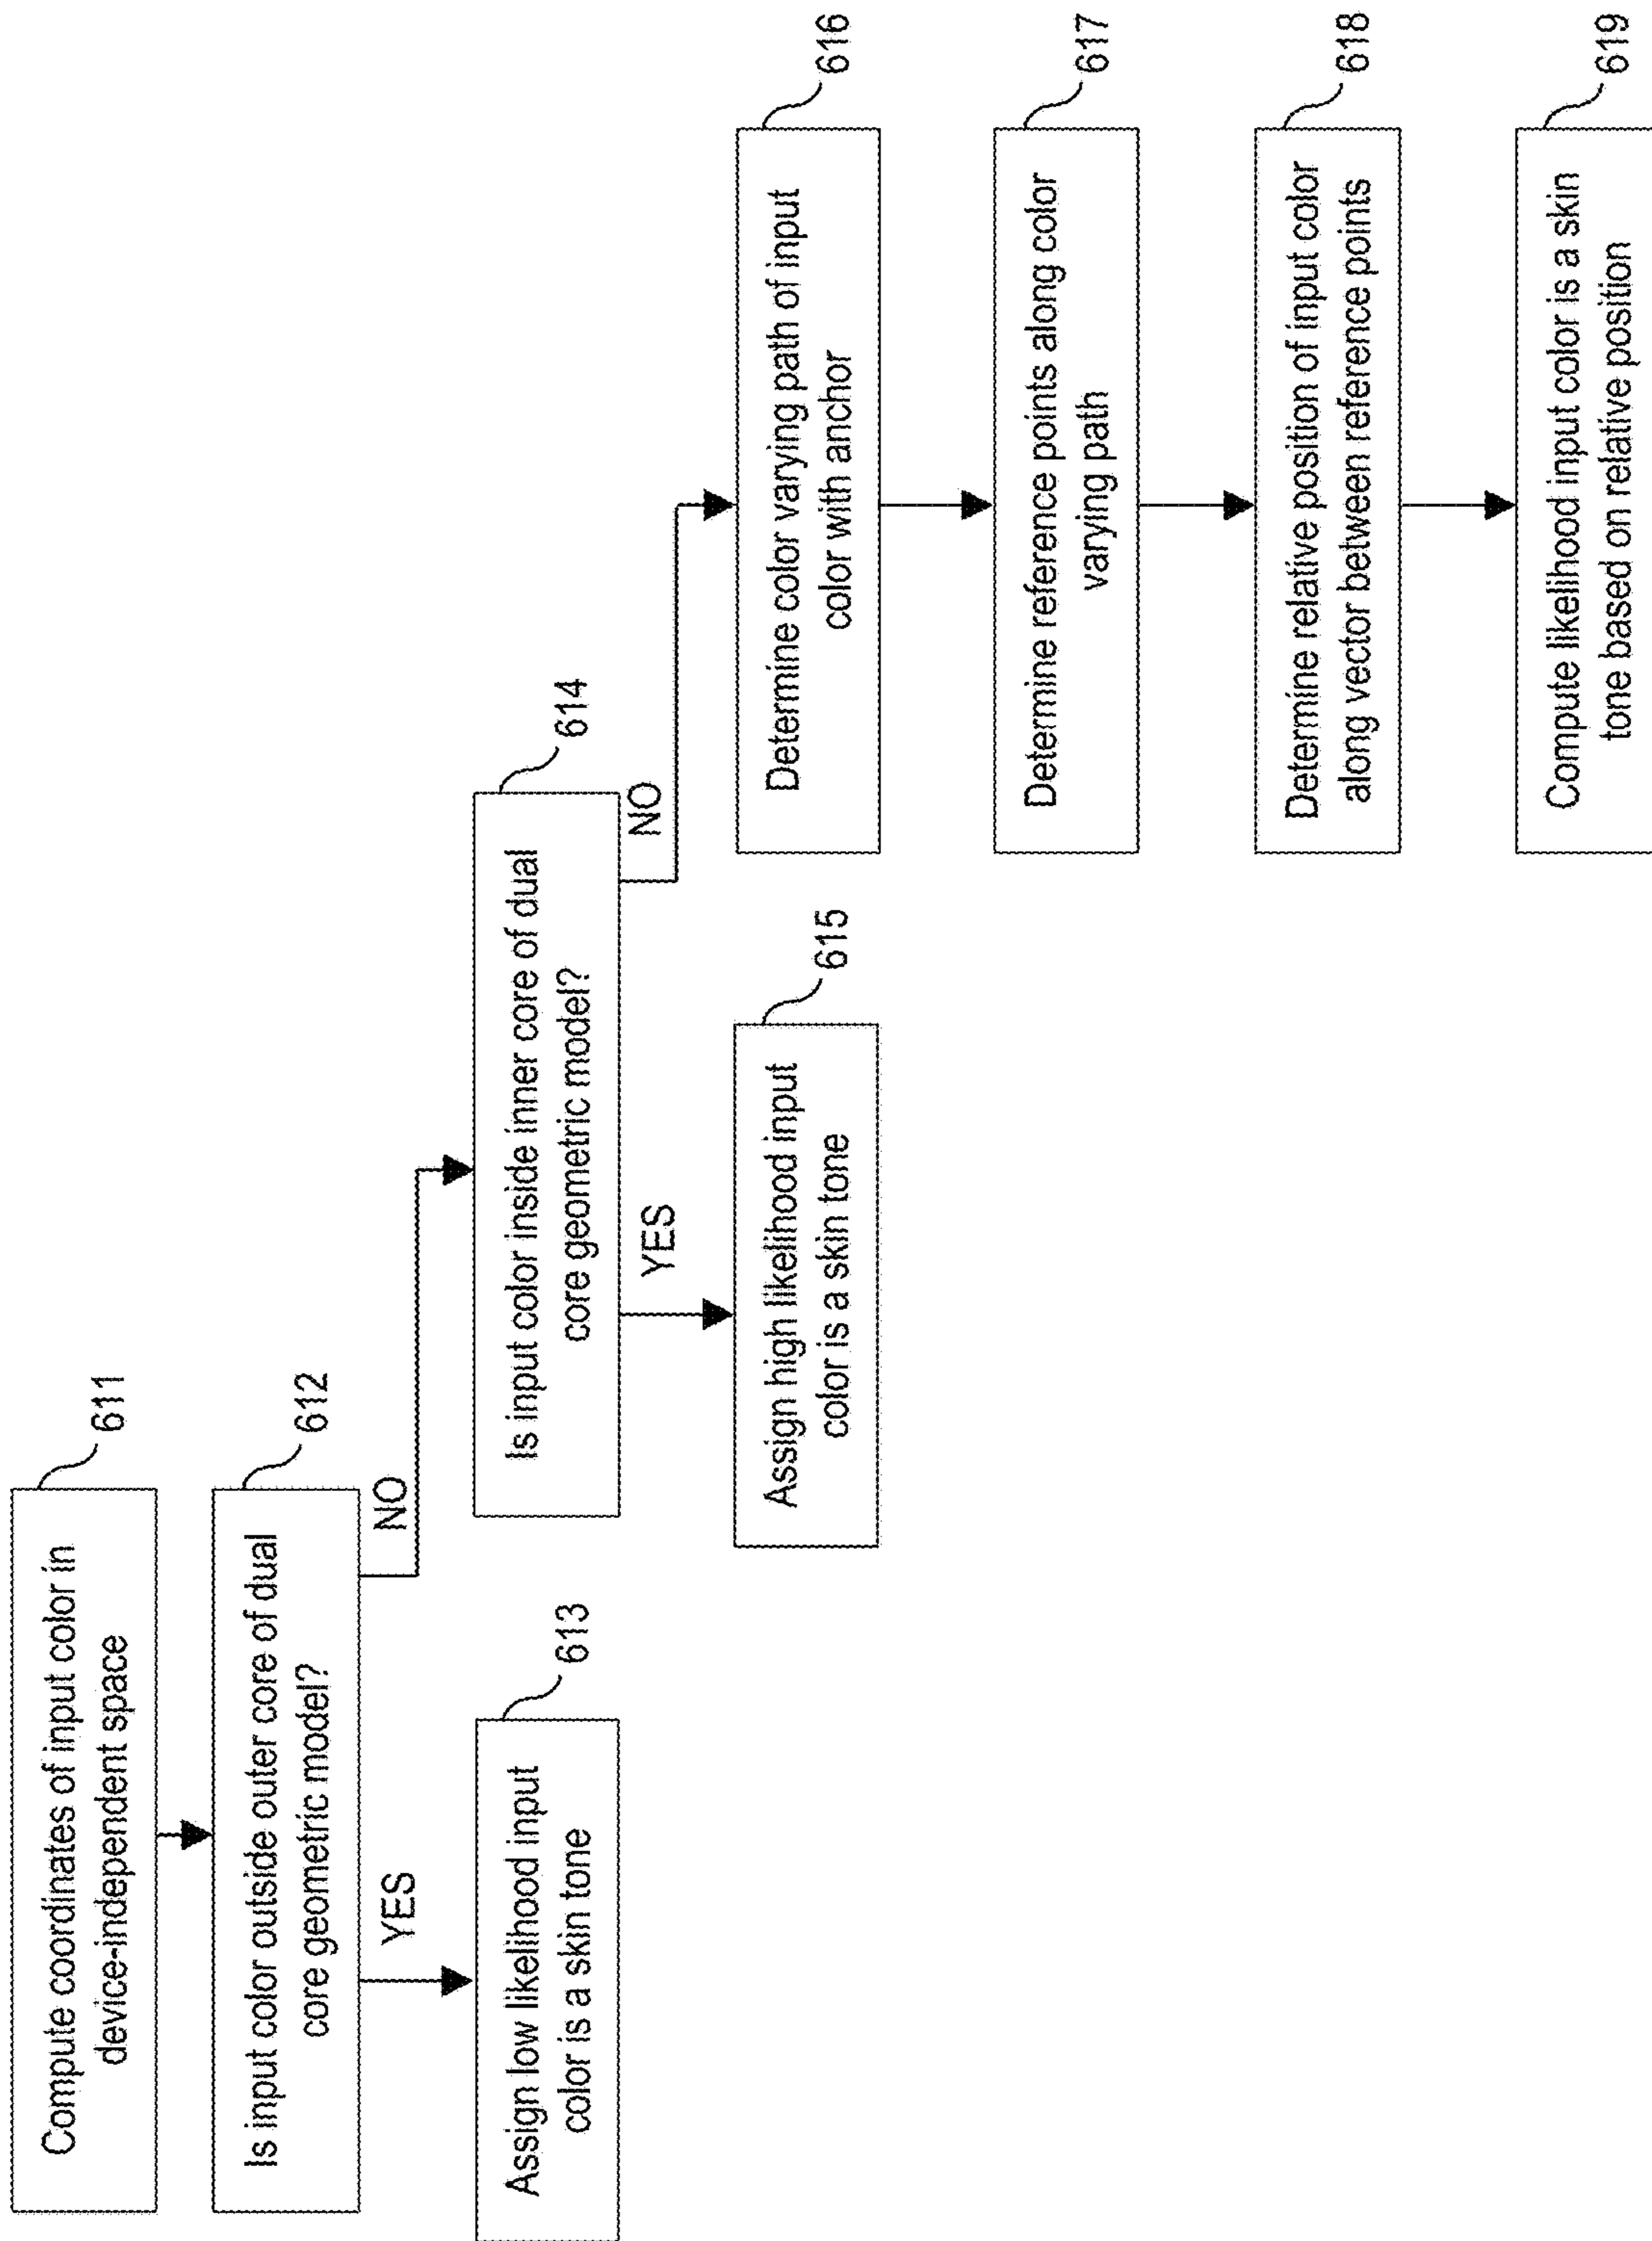 Compute coordinates of input color in
device-independent space
611
Is input color outside outer core of dual
core geometric model?
612
NO
YES
Assign low likelihood input
color is a skin tone
613
Is input color inside inner core of dual
core geometric model?
614
NO
YES
Assign high likelihood input
color is a skin tone
615
Determine color varying path of input
color with anchor
616
Determine reference points along color
varying path
617
Determine relative position of input color
along vector between reference points
618
Compute likelihood input color is a skin
tone based on relative position
619